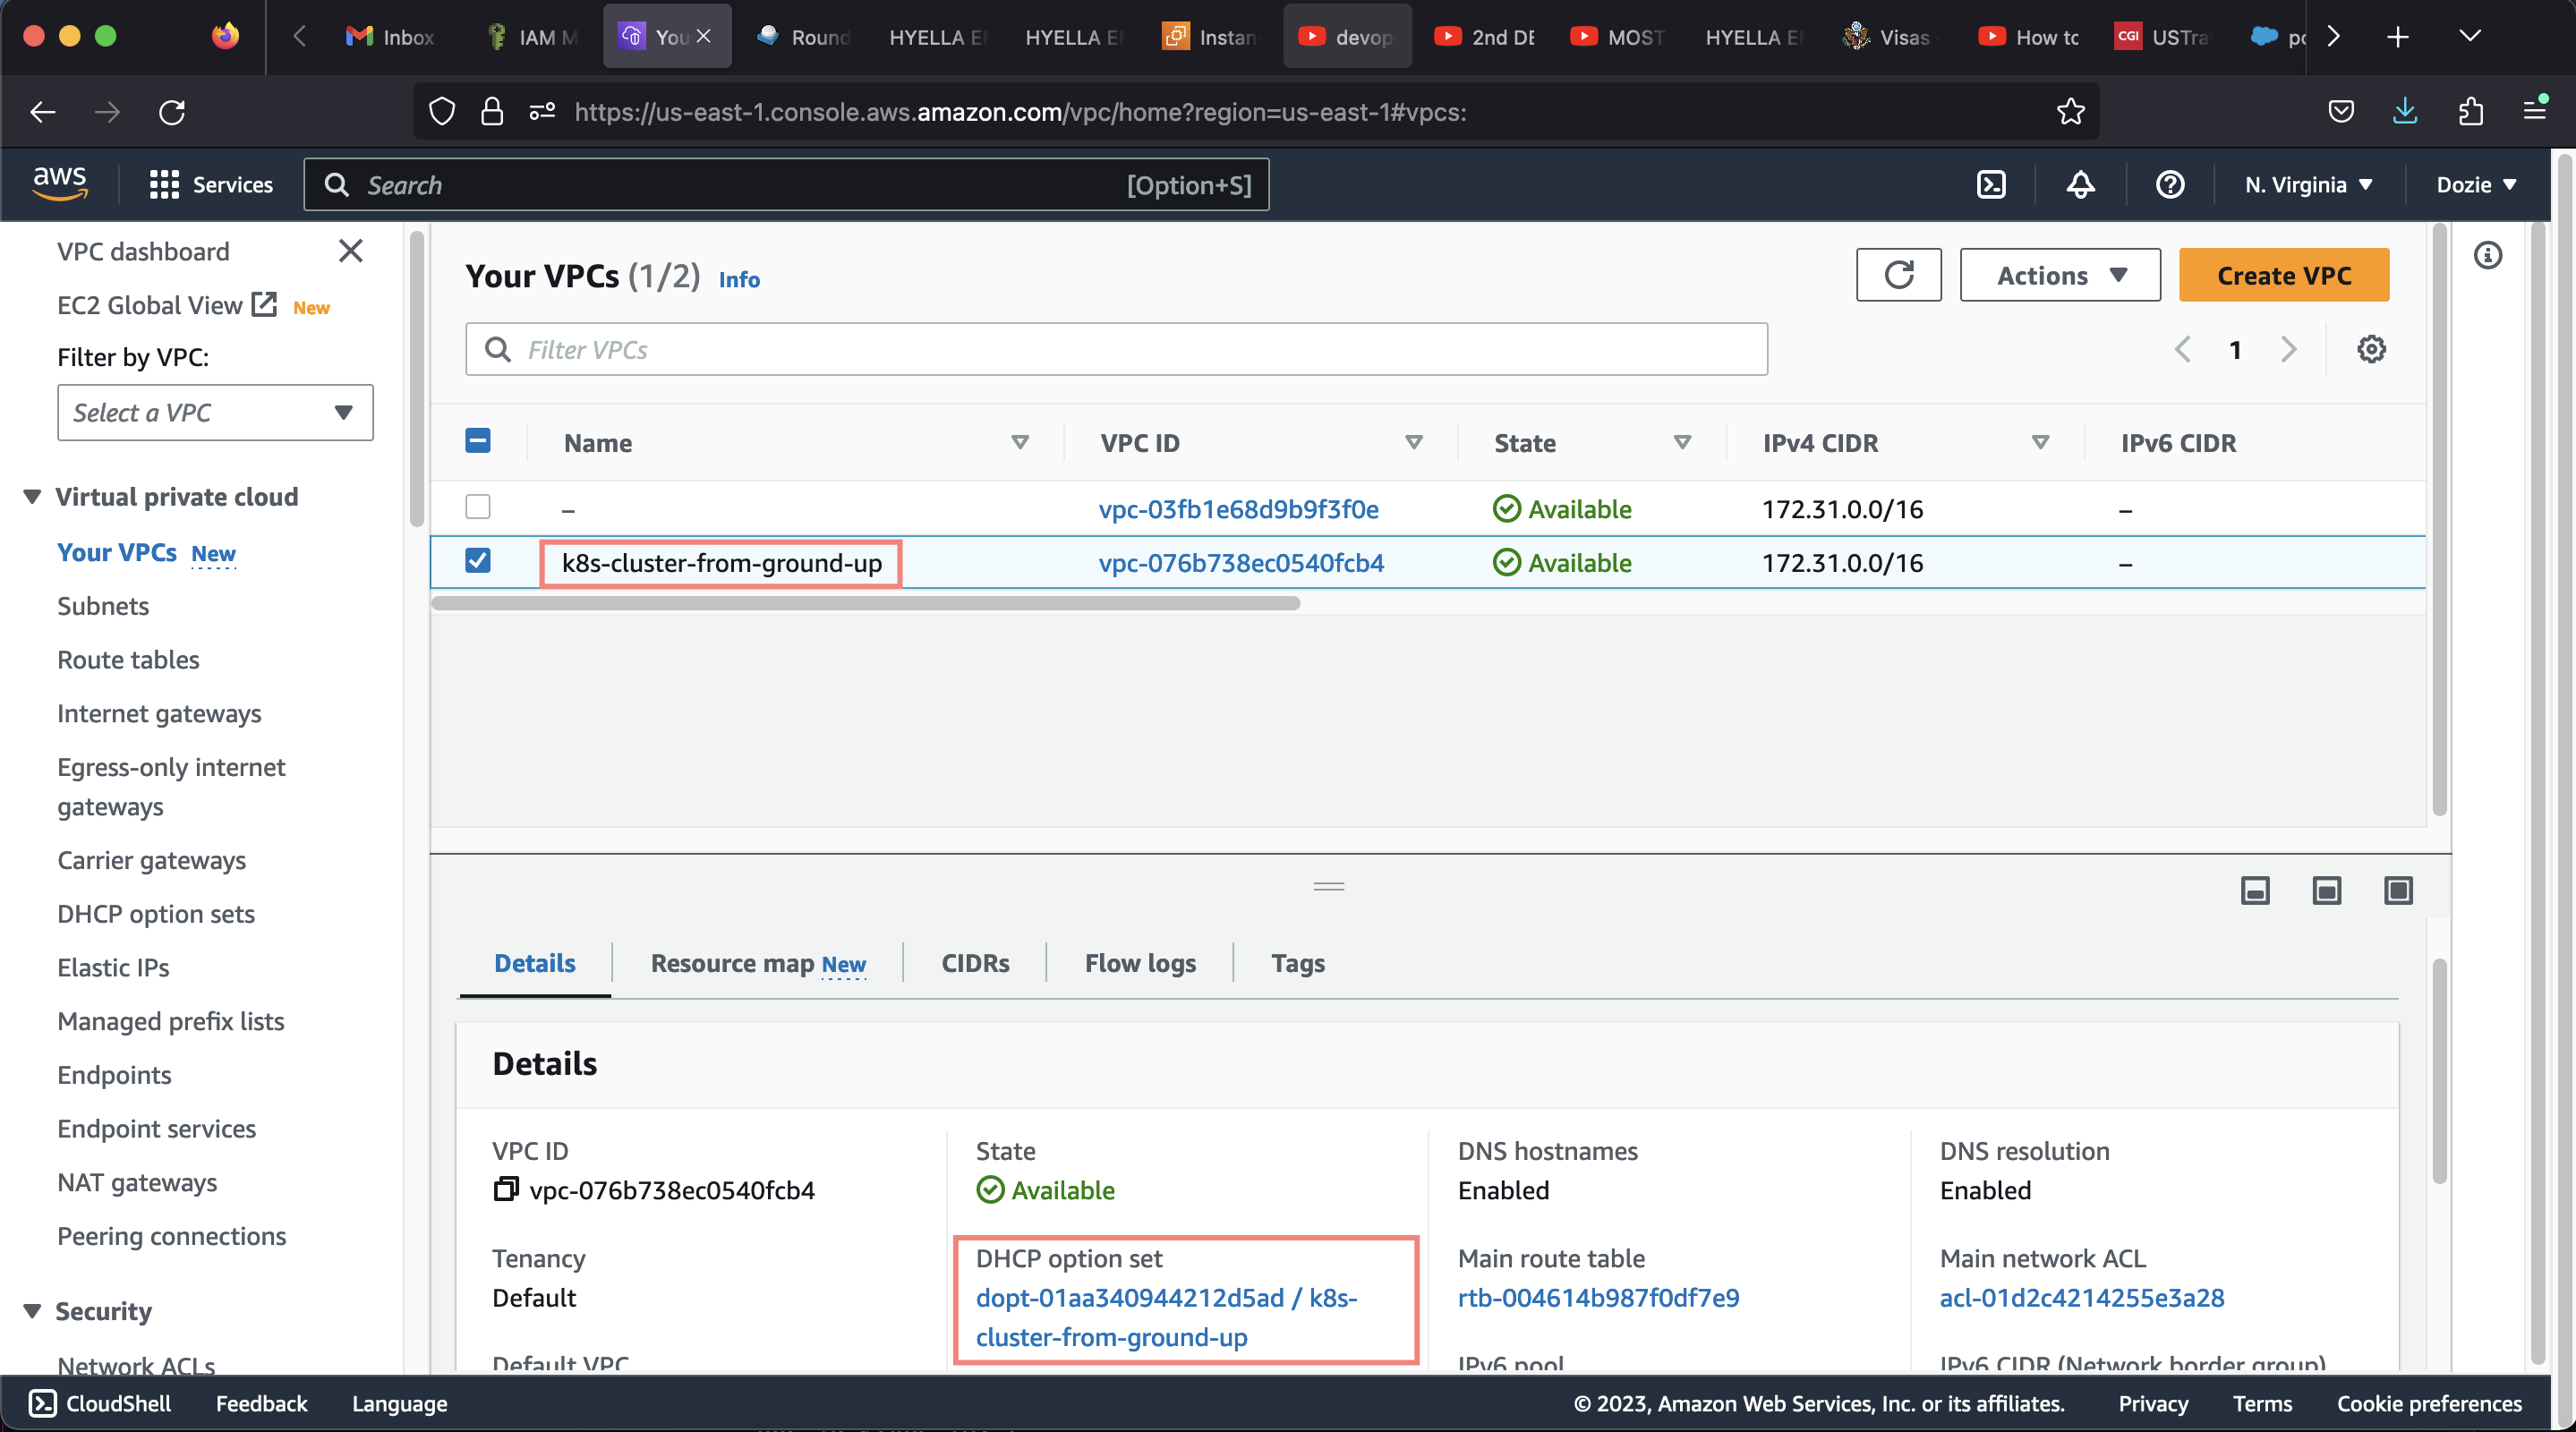 Inbox
IAM M
You
Round
HYELLA EN
HYELLA EN
Instan
devop
2nd DE
MOST
HYELLA EN
Visas
How to
CGI
USTra
po
https://us-east-1.console.aws.amazon.com/vpc/home?region=us-east-1#vpcs:
aws
Services
Search
[Option+S]
N. Virginia
Dozie
VPC dashboard
EC2 Global View New
Filter by VPC:
Select a VPC
Virtual private cloud
Your VPCs New
Subnets
Route tables
Internet gateways
Egress-only internet
gateways
Carrier gateways
DHCP option sets
Elastic IPs
Managed prefix lists
Endpoints
Endpoint services
NAT gateways
Peering connections
Security
Network ACLs
Your VPCs (1/2) Info
Actions
Create VPC
Filter VPCs
1
Name VPC ID State IPv4 CIDR IPv6 CIDR
– vpc-03fb1e68d9b9f3f0e Available 172.31.0.0/16 –
k8s-cluster-from-ground-up vpc-076b738ec0540fcb4 Available 172.31.0.0/16 –
Details Resource map New CIDRs Flow logs Tags
Details
VPC ID
vpc-076b738ec0540fcb4
State
Available
DNS hostnames
Enabled
DNS resolution
Enabled
Tenancy
Default
DHCP option set
dopt-01aa340944212d5ad / k8s-
cluster-from-ground-up
Main route table
rtb-004614b987f0df7e9
Main network ACL
acl-01d2c4214255e3a28
Default VPC
IPv6 pool
IPv6 CIDR (Network border group)
CloudShell Feedback Language
© 2023, Amazon Web Services, Inc. or its affiliates. Privacy Terms Cookie preferences